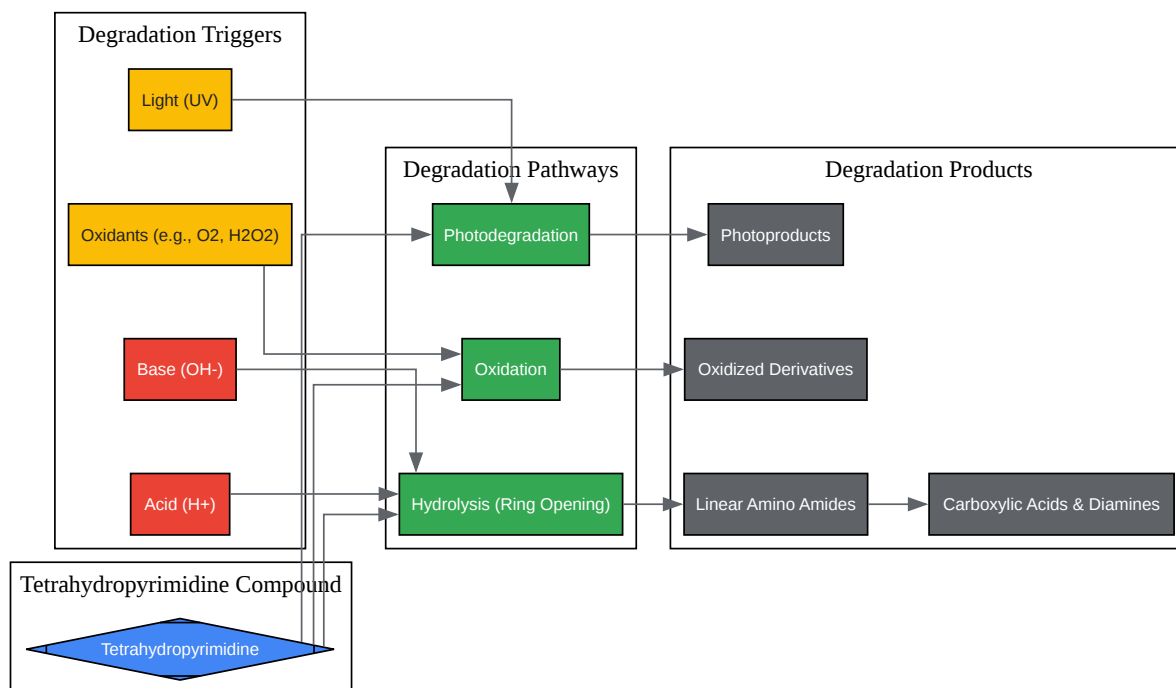 Degradation Triggers
Light (UV)
Oxidants (e.g., O2, H2O2)
Base (OH-)
Acid (H+)
Tetrahydropyrimidine Compound
Tetrahydropyrimidine
Degradation Pathways
Photodegradation
Oxidation
Hydrolysis (Ring Opening)
Degradation Products
Photoproducts
Oxidized Derivatives
Linear Amino Amides
Carboxylic Acids & Diamines